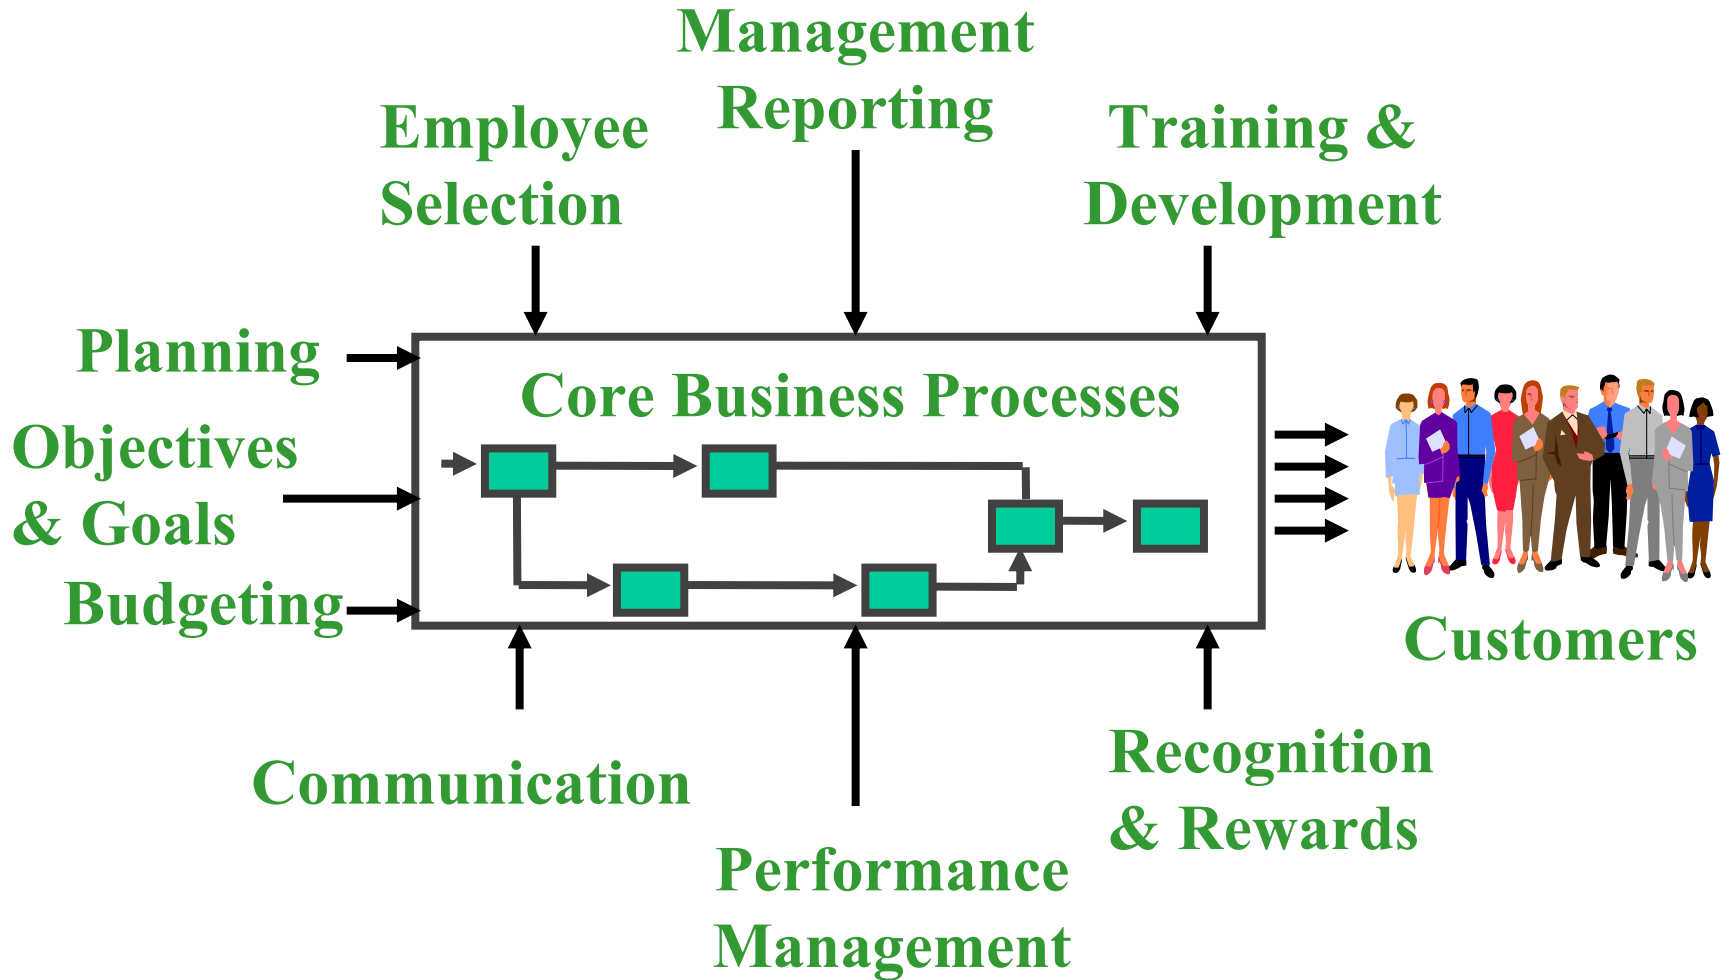 Management
Reporting
Employee
Selection
Training &
Development
Planning
Core Business Processes
Objectives
& Goals
Budgeting
Customers
Communication
Recognition
& Rewards
Performance
Management